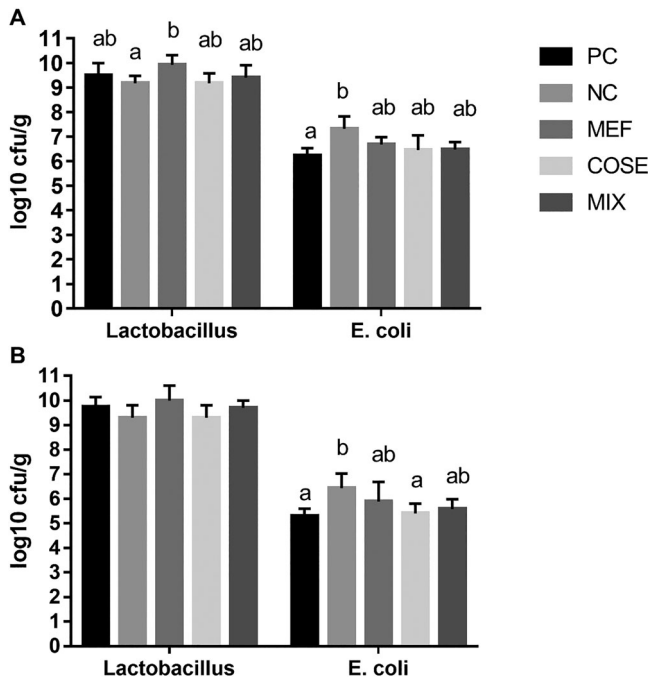 A
ab a b ab ab
a b ab ab ab
11
10
9
8
7
6
5
4
3
2
1
0
log10 cfu/g
Lactobacillus E. coli
PC
NC
MEF
COSE
MIX
B
a b ab a ab
11
10
9
8
7
6
5
4
3
2
1
0
log10 cfu/g
Lactobacillus E. coli